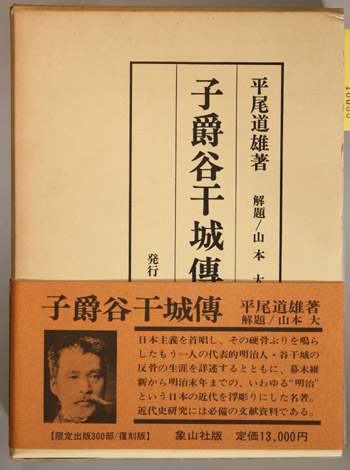 平尾道雄著
解題/山本大
子爵谷干城傳
発行
子爵谷干城傳
平尾道雄著
解題/山本 大
日本主義を首唱し、その硬骨ぶりを鳴ら
したもう一人の代表的明治人・谷干城の
反骨の生涯を詳述するとともに、幕末維
新から明治末年までの、いわゆる“明治”
という日本の近代を浮彫りにした名著。
近代史研究には必備の文献資料である。
【限定出版300部/復刻版】
象山社版
定価13,000円